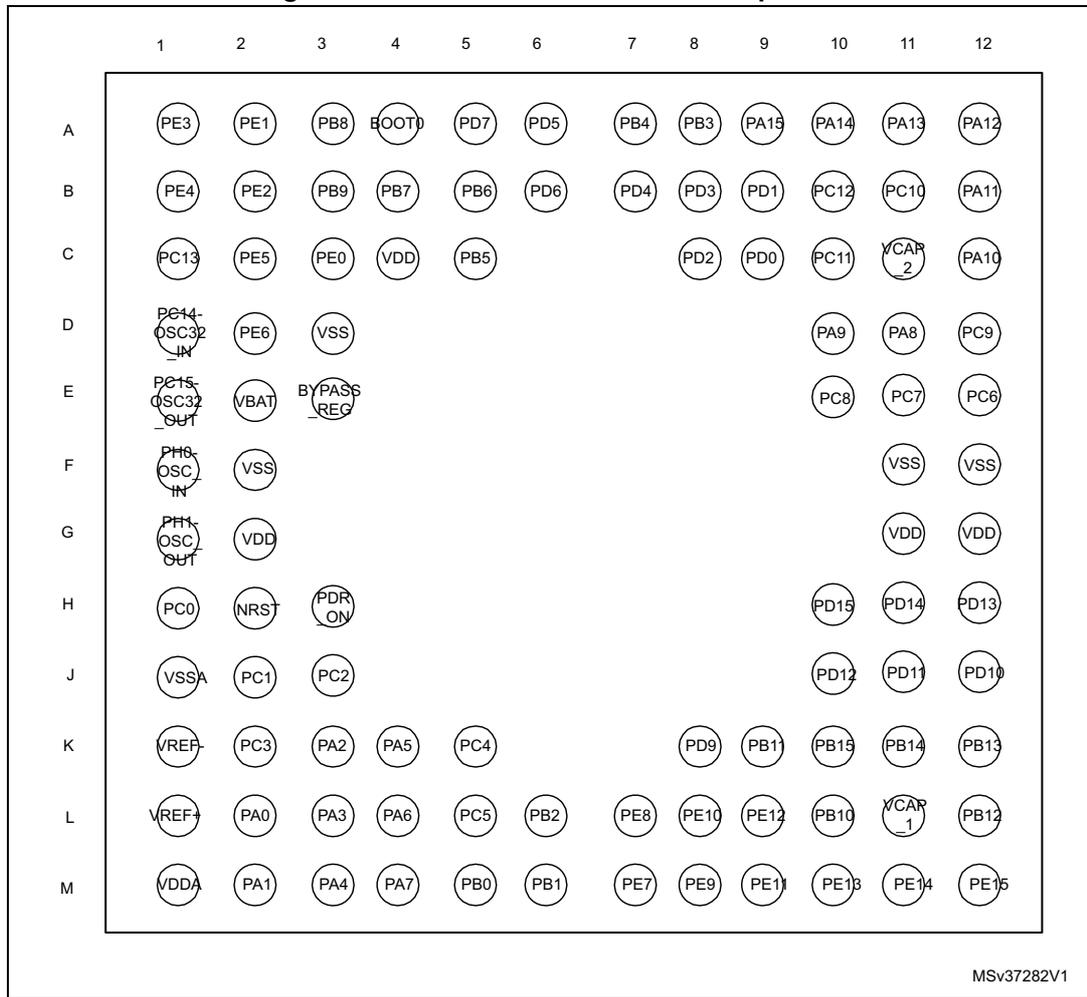 1 2 3 4 5 6 7 8 9 10 11 12
A PE3 PE1 PB8 BOOT0 PD7 PD5 PB4 PB3 PA15 PA14 PA13 PA12
B PE4 PE2 PB9 PB7 PB6 PD6 PD4 PD3 PD1 PC12 PC10 PA11
C PC13 PE5 PE0 VDD PB5 PD2 PD0 PC11 VCAP_2 PA10
D PC14-OSC32_IN PE6 VSS PA9 PA8 PC9
E PC15-OSC32_OUT VBAT BYPASS_REG PC8 PC7 PC6
F PH0-OSC_IN VSS VSS VSS
G PH1-OSC_OUT VDD VDD VDD
H PC0 NRST PDR_ON PD15 PD14 PD13
J VSSA PC1 PC2 PD12 PD11 PD10
K VREF- PC3 PA2 PA5 PC4 PD9 PB11 PB15 PB14 PB13
L VREF+ PA0 PA3 PA6 PC5 PB2 PE8 PE10 PE12 PB10 VCAP_1 PB12
M VDDA PA1 PA4 PA7 PB0 PB1 PE7 PE9 PE11 PE13 PE14 PE15
MSv37282V1